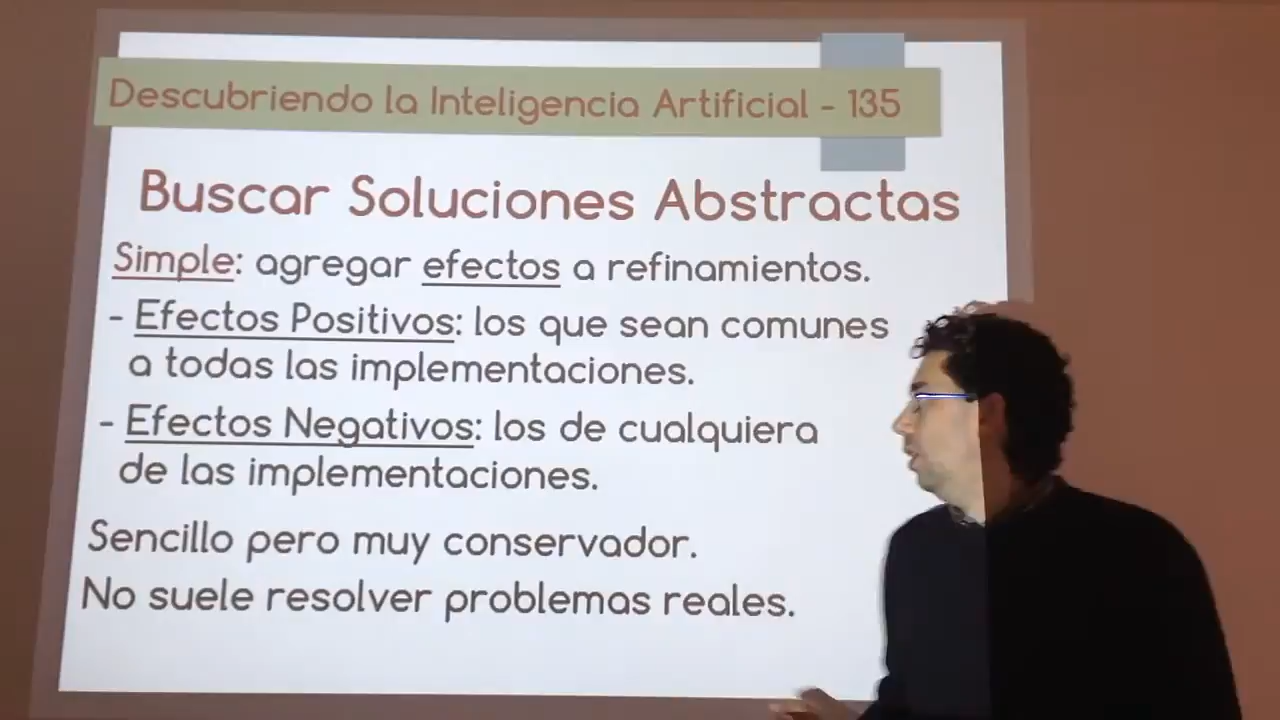 Descubriendo la Inteligencia Artificial - 135
Buscar Soluciones Abstractas
Simple: agregar efectos a refinamientos.
- Efectos Positivos: los que sean comunes
a todas las implementaciones.
- Efectos Negativos: los de cualquiera
de las implementaciones.
Sencillo pero muy conservador.
No suele resolver problemas reales.